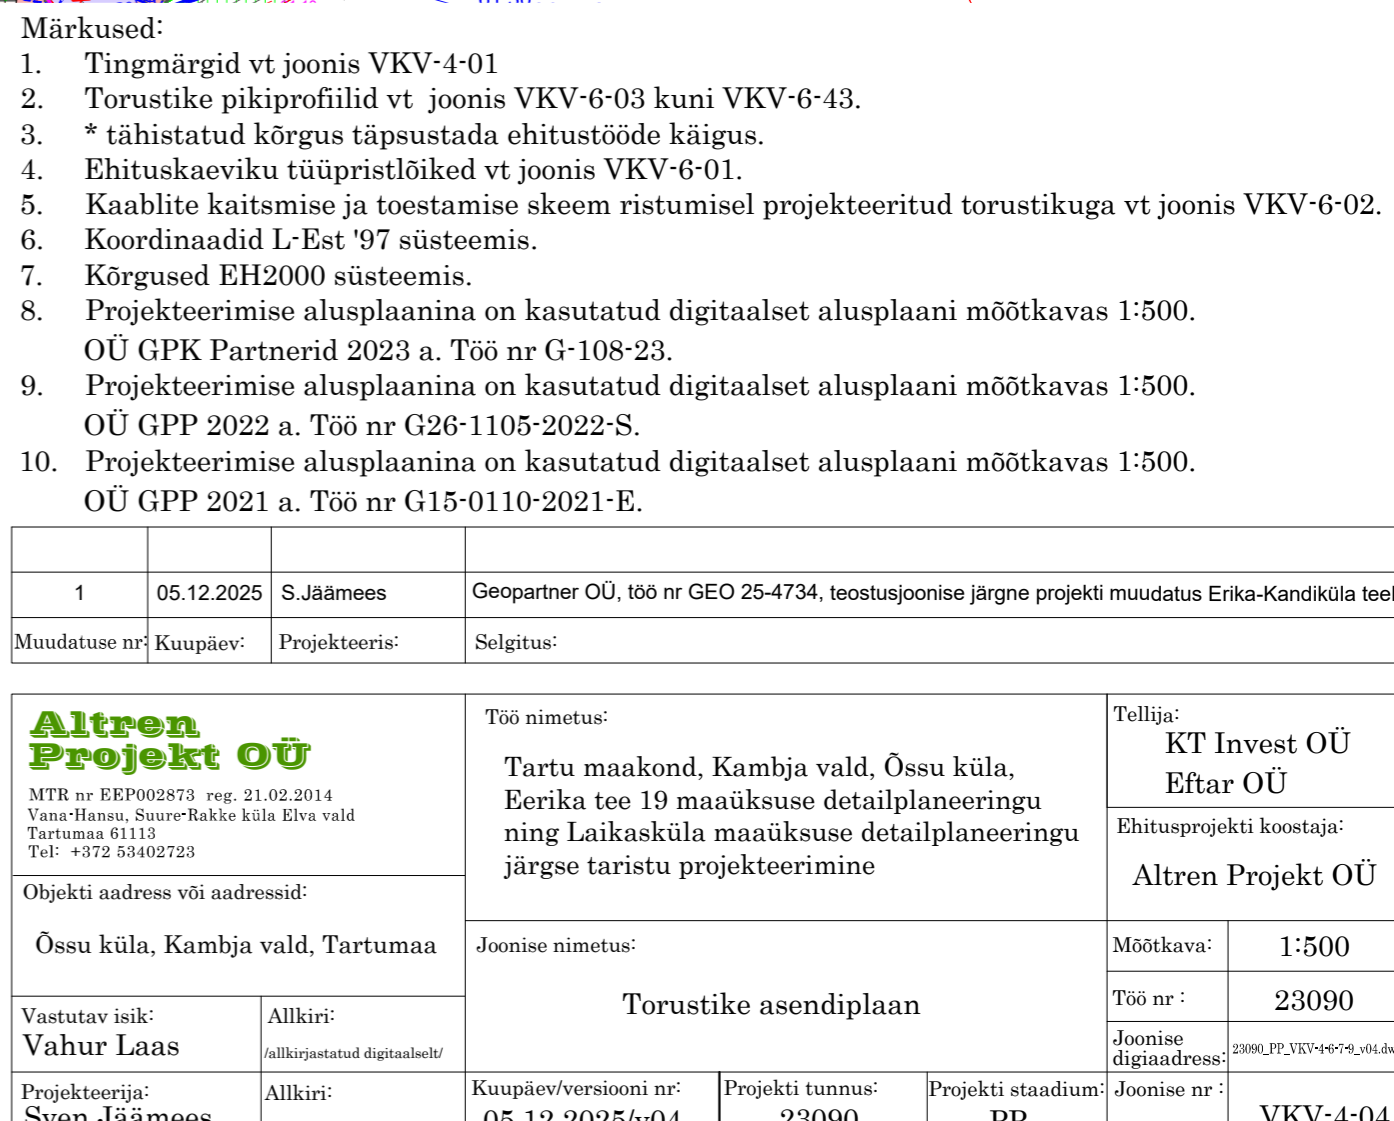 Märkused:
1. Tingmärgid vt joonis VKV-4-01
2. Torustike pikiprofiilid vt joonis VKV-6-03 kuni VKV-6-43.
3. * tähistatud kõrgus täpsustada ehitustööde käigus.
4. Ehituskaeviku tüüpristlõiked vt joonis VKV-6-01.
5. Kaablite kaitsmise ja toestamise skeem ristumisel projekteeritud torustikuga vt joonis VKV-6-02.
6. Koordinaadid L-Est '97 süsteemis.
7. Kõrgused EH2000 süsteemis.
8. Projekteerimise alusplaanina on kasutatud digitaalset alusplaani mõõtkavas 1:500.
OÜ GPK Partnerid 2023 a. Töö nr G-108-23.
9. Projekteerimise alusplaanina on kasutatud digitaalset alusplaani mõõtkavas 1:500.
OÜ GPP 2022 a. Töö nr G26-1105-2022-S.
10. Projekteerimise alusplaanina on kasutatud digitaalset alusplaani mõõtkavas 1:500.
OÜ GPP 2021 a. Töö nr G15-0110-2021-E.
1 05.12.2025 S.Jäämees Geopartner OÜ, töö nr GEO 25-4734, teostusjoonise järgne projekti muudatus Erika-Kandiküla
Muudatuse nr: Kuupäev: Projekteeris: Selgitus:
Altren
Projekt OÜ
MTR nr EEP002873 reg. 21.02.2014
Vana-Hansu, Suure-Rakke küla Elva vald
Tartumaa 61113
Tel: +372 53402723
Töö nimetus:
Tartu maakond, Kambja vald, Õssu küla,
Eerika tee 19 maaüksuse detailplaneeringu
ning Laikasküla maaüksuse detailplaneeringu
järgse taristu projekteerimine
Tellija:
KT Invest OÜ
Eftar OÜ
Ehitusprojekti koostaja:
Altren Projekt OÜ
Objekti aadress või aadressid:
Õssu küla, Kambja vald, Tartumaa
Joonise nimetus:
Torustike asendiplaan
Mõõtkava: 1:500
Töö nr : 23090
Joonise
digiaadress:
Vastutav isik:
Vahur Laas
Allkiri:
/allkirjastatud digitaalselt/
Projekteerija:
Sven Jäämees
Allkiri:
Kuupäev/versiooni nr:
05.12.2025/v04
Projekti tunnus:
23090
Projekti staadium:
PP
Joonise nr :
VKV-4-04